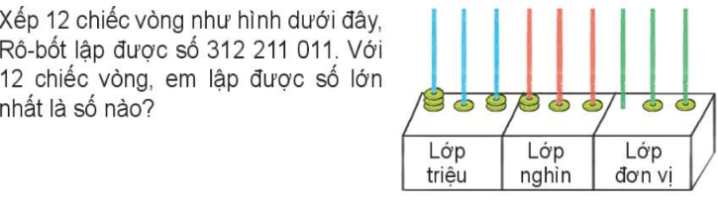 Xếp 12 chiếc vòng như hình dưới đây,
Rô-bốt lập được số 312 211 011. Với
12 chiếc vòng, em lập được số lớn
nhất là số nào?
Lớp triệu
Lớp nghìn
Lớp đơn vị